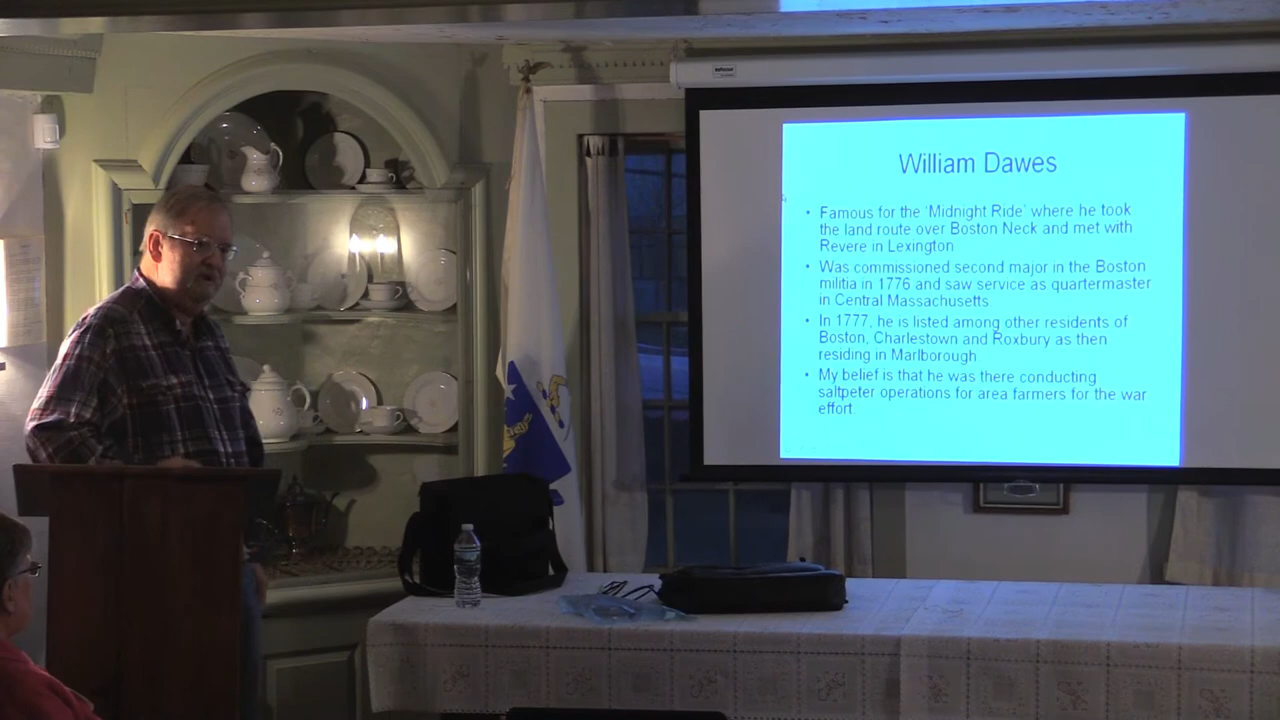 William Dawes
• Famous for the 'Midnight Ride' where he took
the land route over Boston Neck and met with
Revere in Lexington
• Was commissioned second major in the Boston
militia in 1776 and saw service as quartermaster
in Central Massachusetts.
• In 1777, he is listed among other residents of
Boston, Charlestown and Roxbury as then
residing in Marlborough
• My belief is that he was there conducting
saltpeter operations for area farmers for the war
effort.